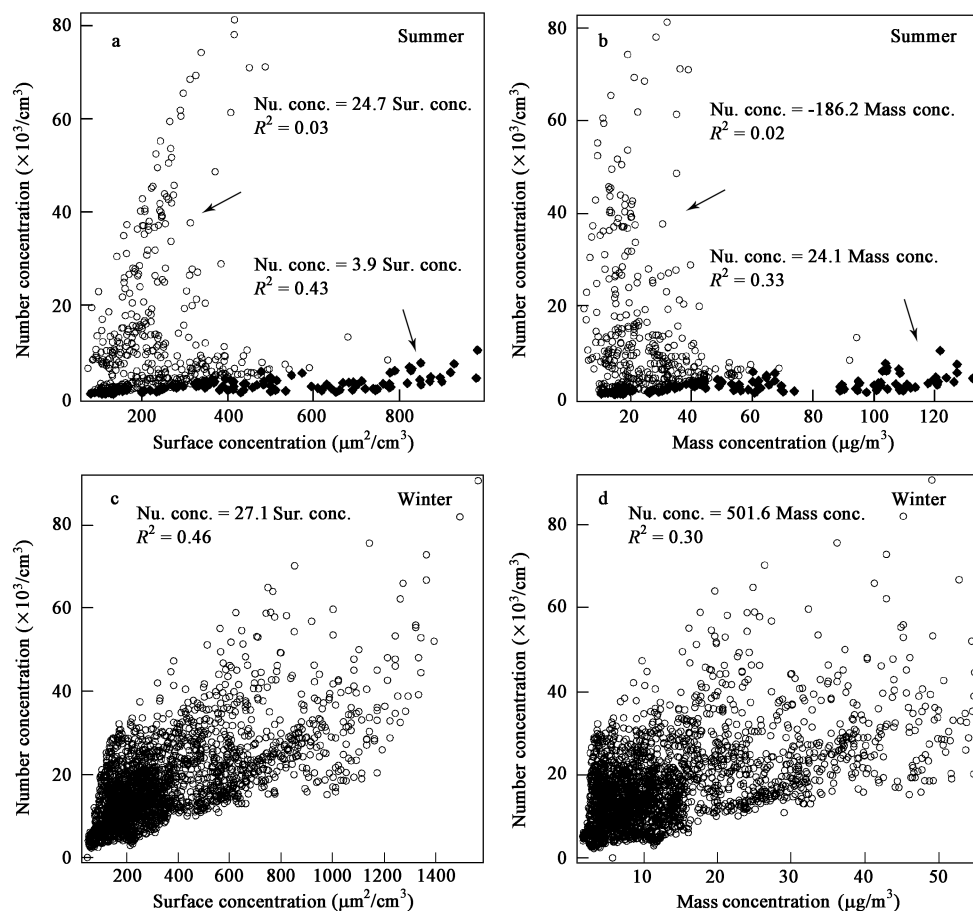 a
Summer
Nu. conc. = 24.7 Sur. conc.
R² = 0.03
Nu. conc. = 3.9 Sur. conc.
R² = 0.43
80
60
40
20
0
200
400
600
800
Number concentration (×10³/cm³)
Surface concentration (μm²/cm³)
b
Summer
Nu. conc. = -186.2 Mass conc.
R² = 0.02
Nu. conc. = 24.1 Mass conc.
R² = 0.33
80
60
40
20
0
20
40
60
80
100
120
Number concentration (×10³/cm³)
Mass concentration (μg/m³)
c
Winter
Nu. conc. = 27.1 Sur. conc.
R² = 0.46
80
60
40
20
0
200
400
600
800
1000
1200
1400
Number concentration (×10³/cm³)
Surface concentration (μm²/cm³)
d
Winter
Nu. conc. = 501.6 Mass conc.
R² = 0.30
80
60
40
20
0
10
20
30
40
50
Number concentration (×10³/cm³)
Mass concentration (μg/m³)